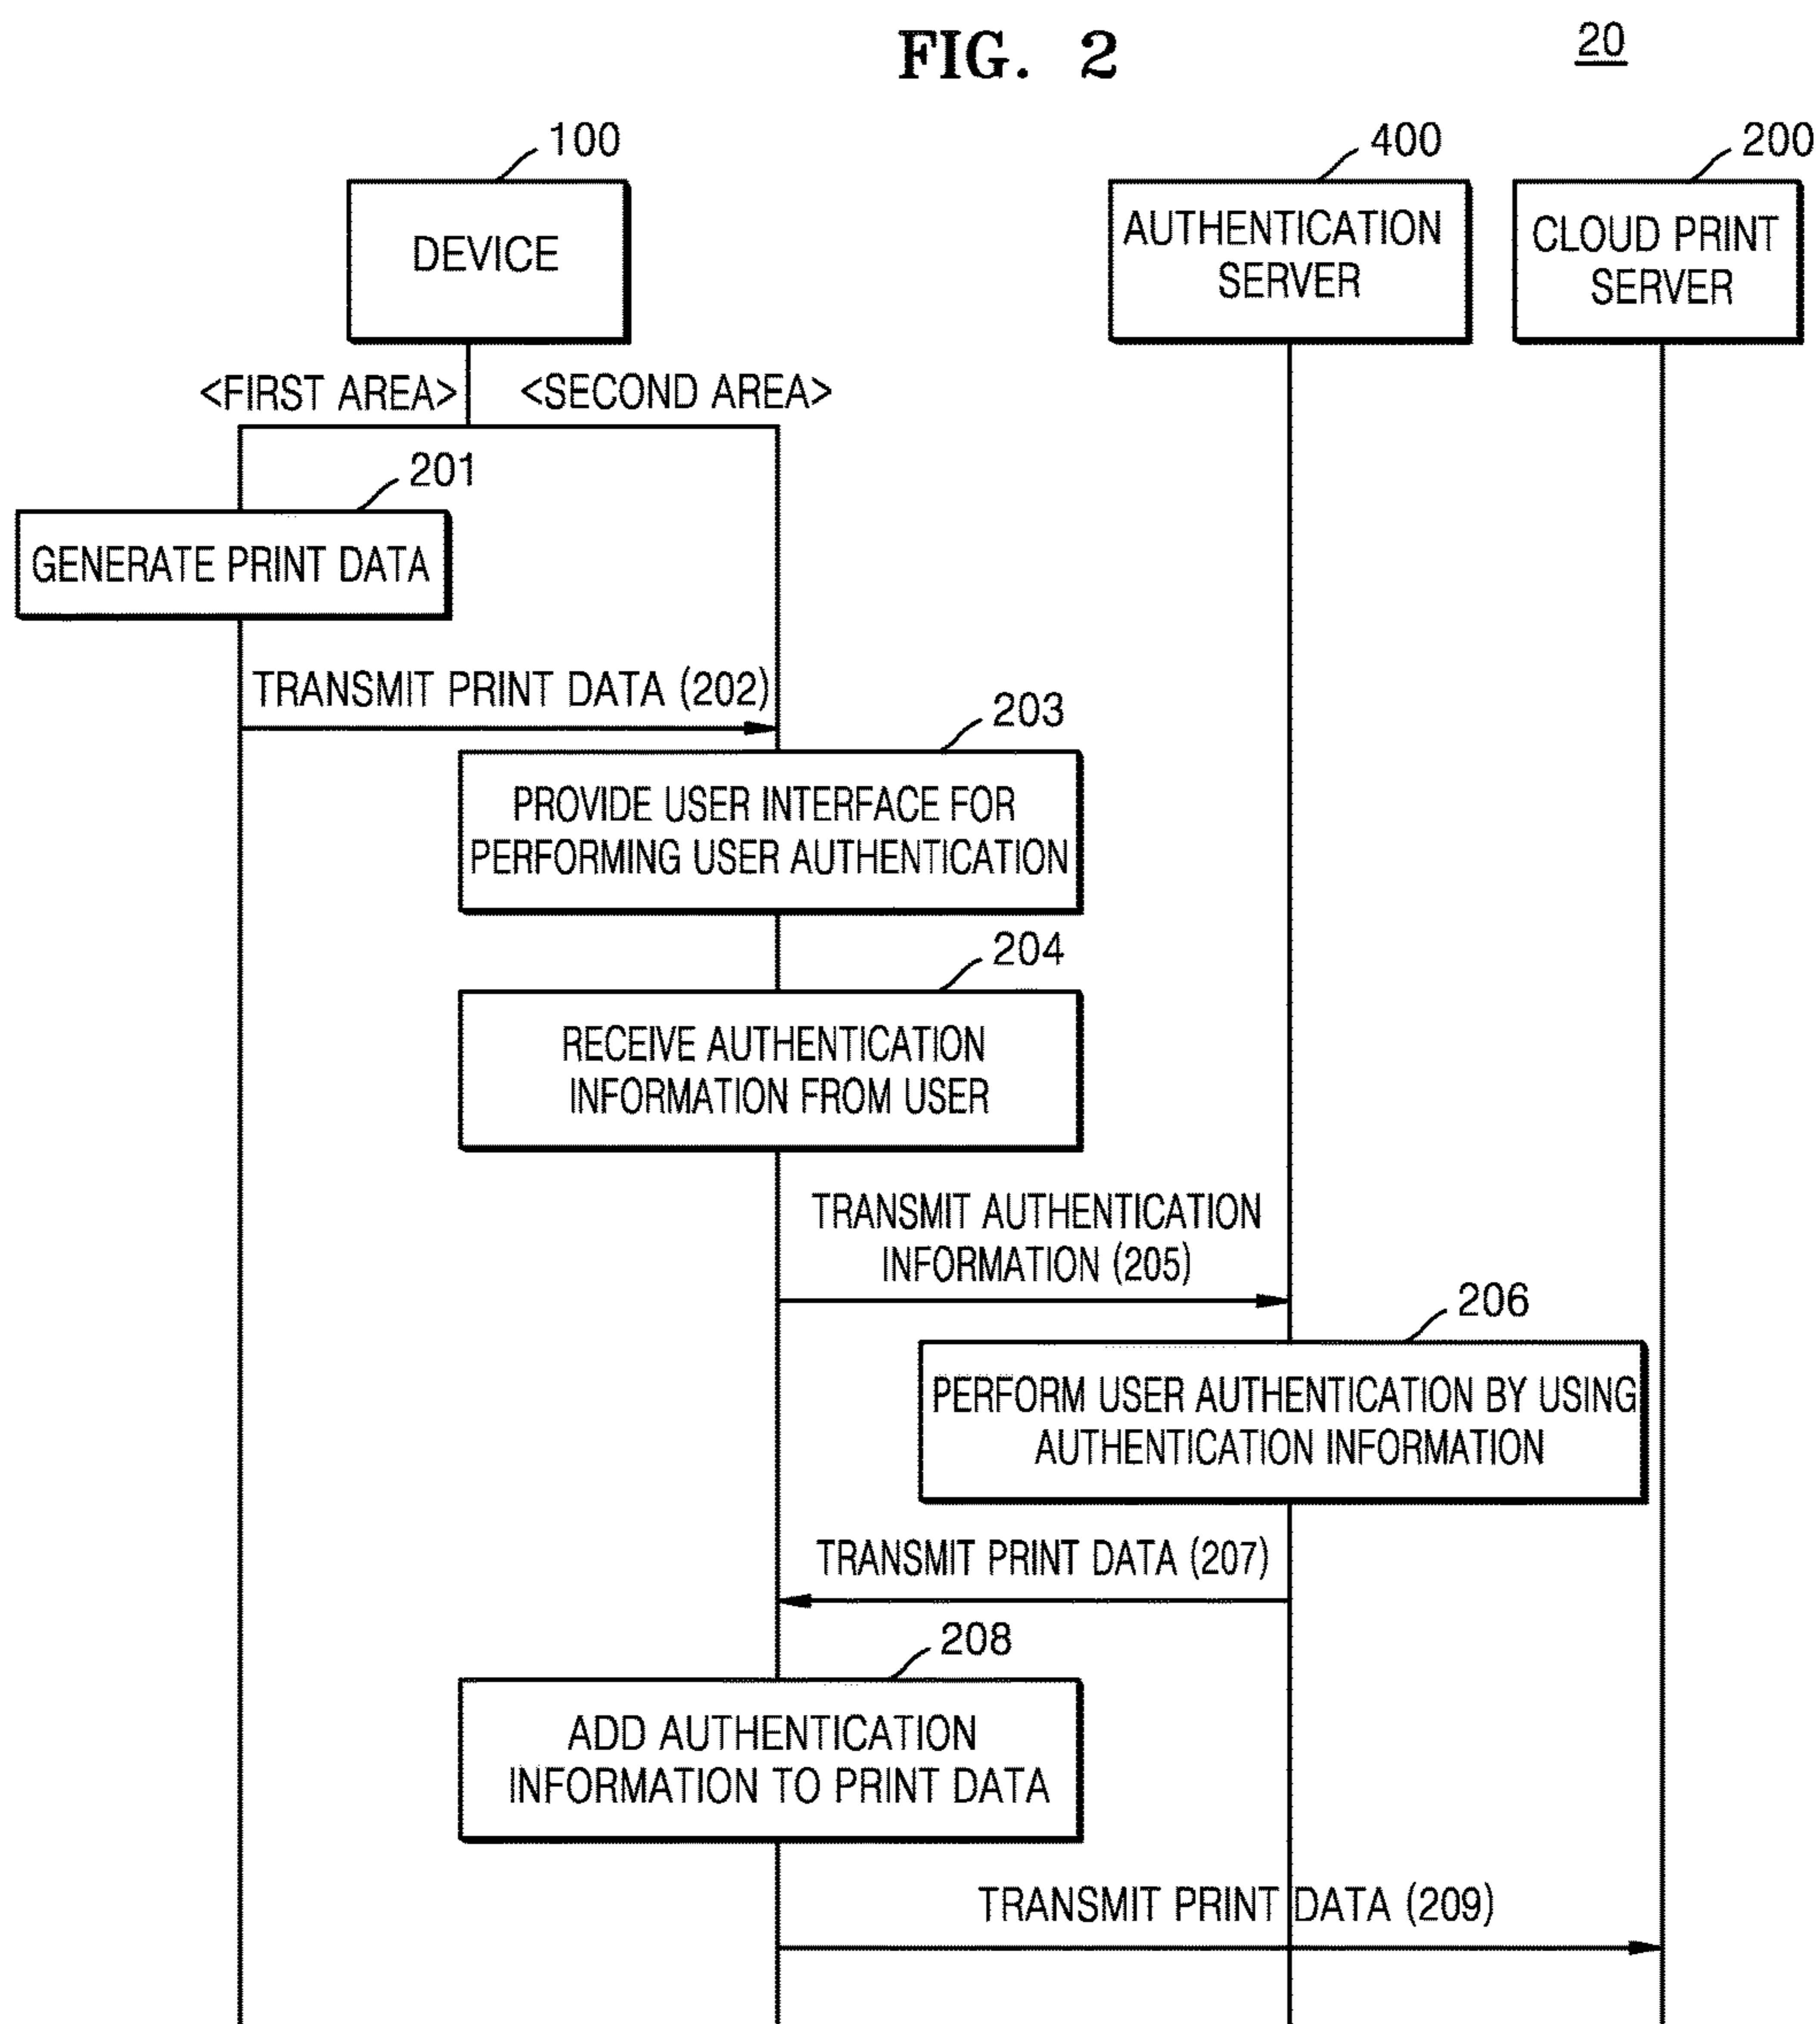 FIG. 2
20
100
400
200
DEVICE
AUTHENTICATION
SERVER
CLOUD PRINT
SERVER
<FIRST AREA>
<SECOND AREA>
201
GENERATE PRINT DATA
TRANSMIT PRINT DATA (202)
203
PROVIDE USER INTERFACE FOR
PERFORMING USER AUTHENTICATION
204
RECEIVE AUTHENTICATION
INFORMATION FROM USER
TRANSMIT AUTHENTICATION
INFORMATION (205)
206
PERFORM USER AUTHENTICATION BY USING
AUTHENTICATION INFORMATION
TRANSMIT PRINT DATA (207)
208
ADD AUTHENTICATION
INFORMATION TO PRINT DATA
TRANSMIT PRINT DATA (209)